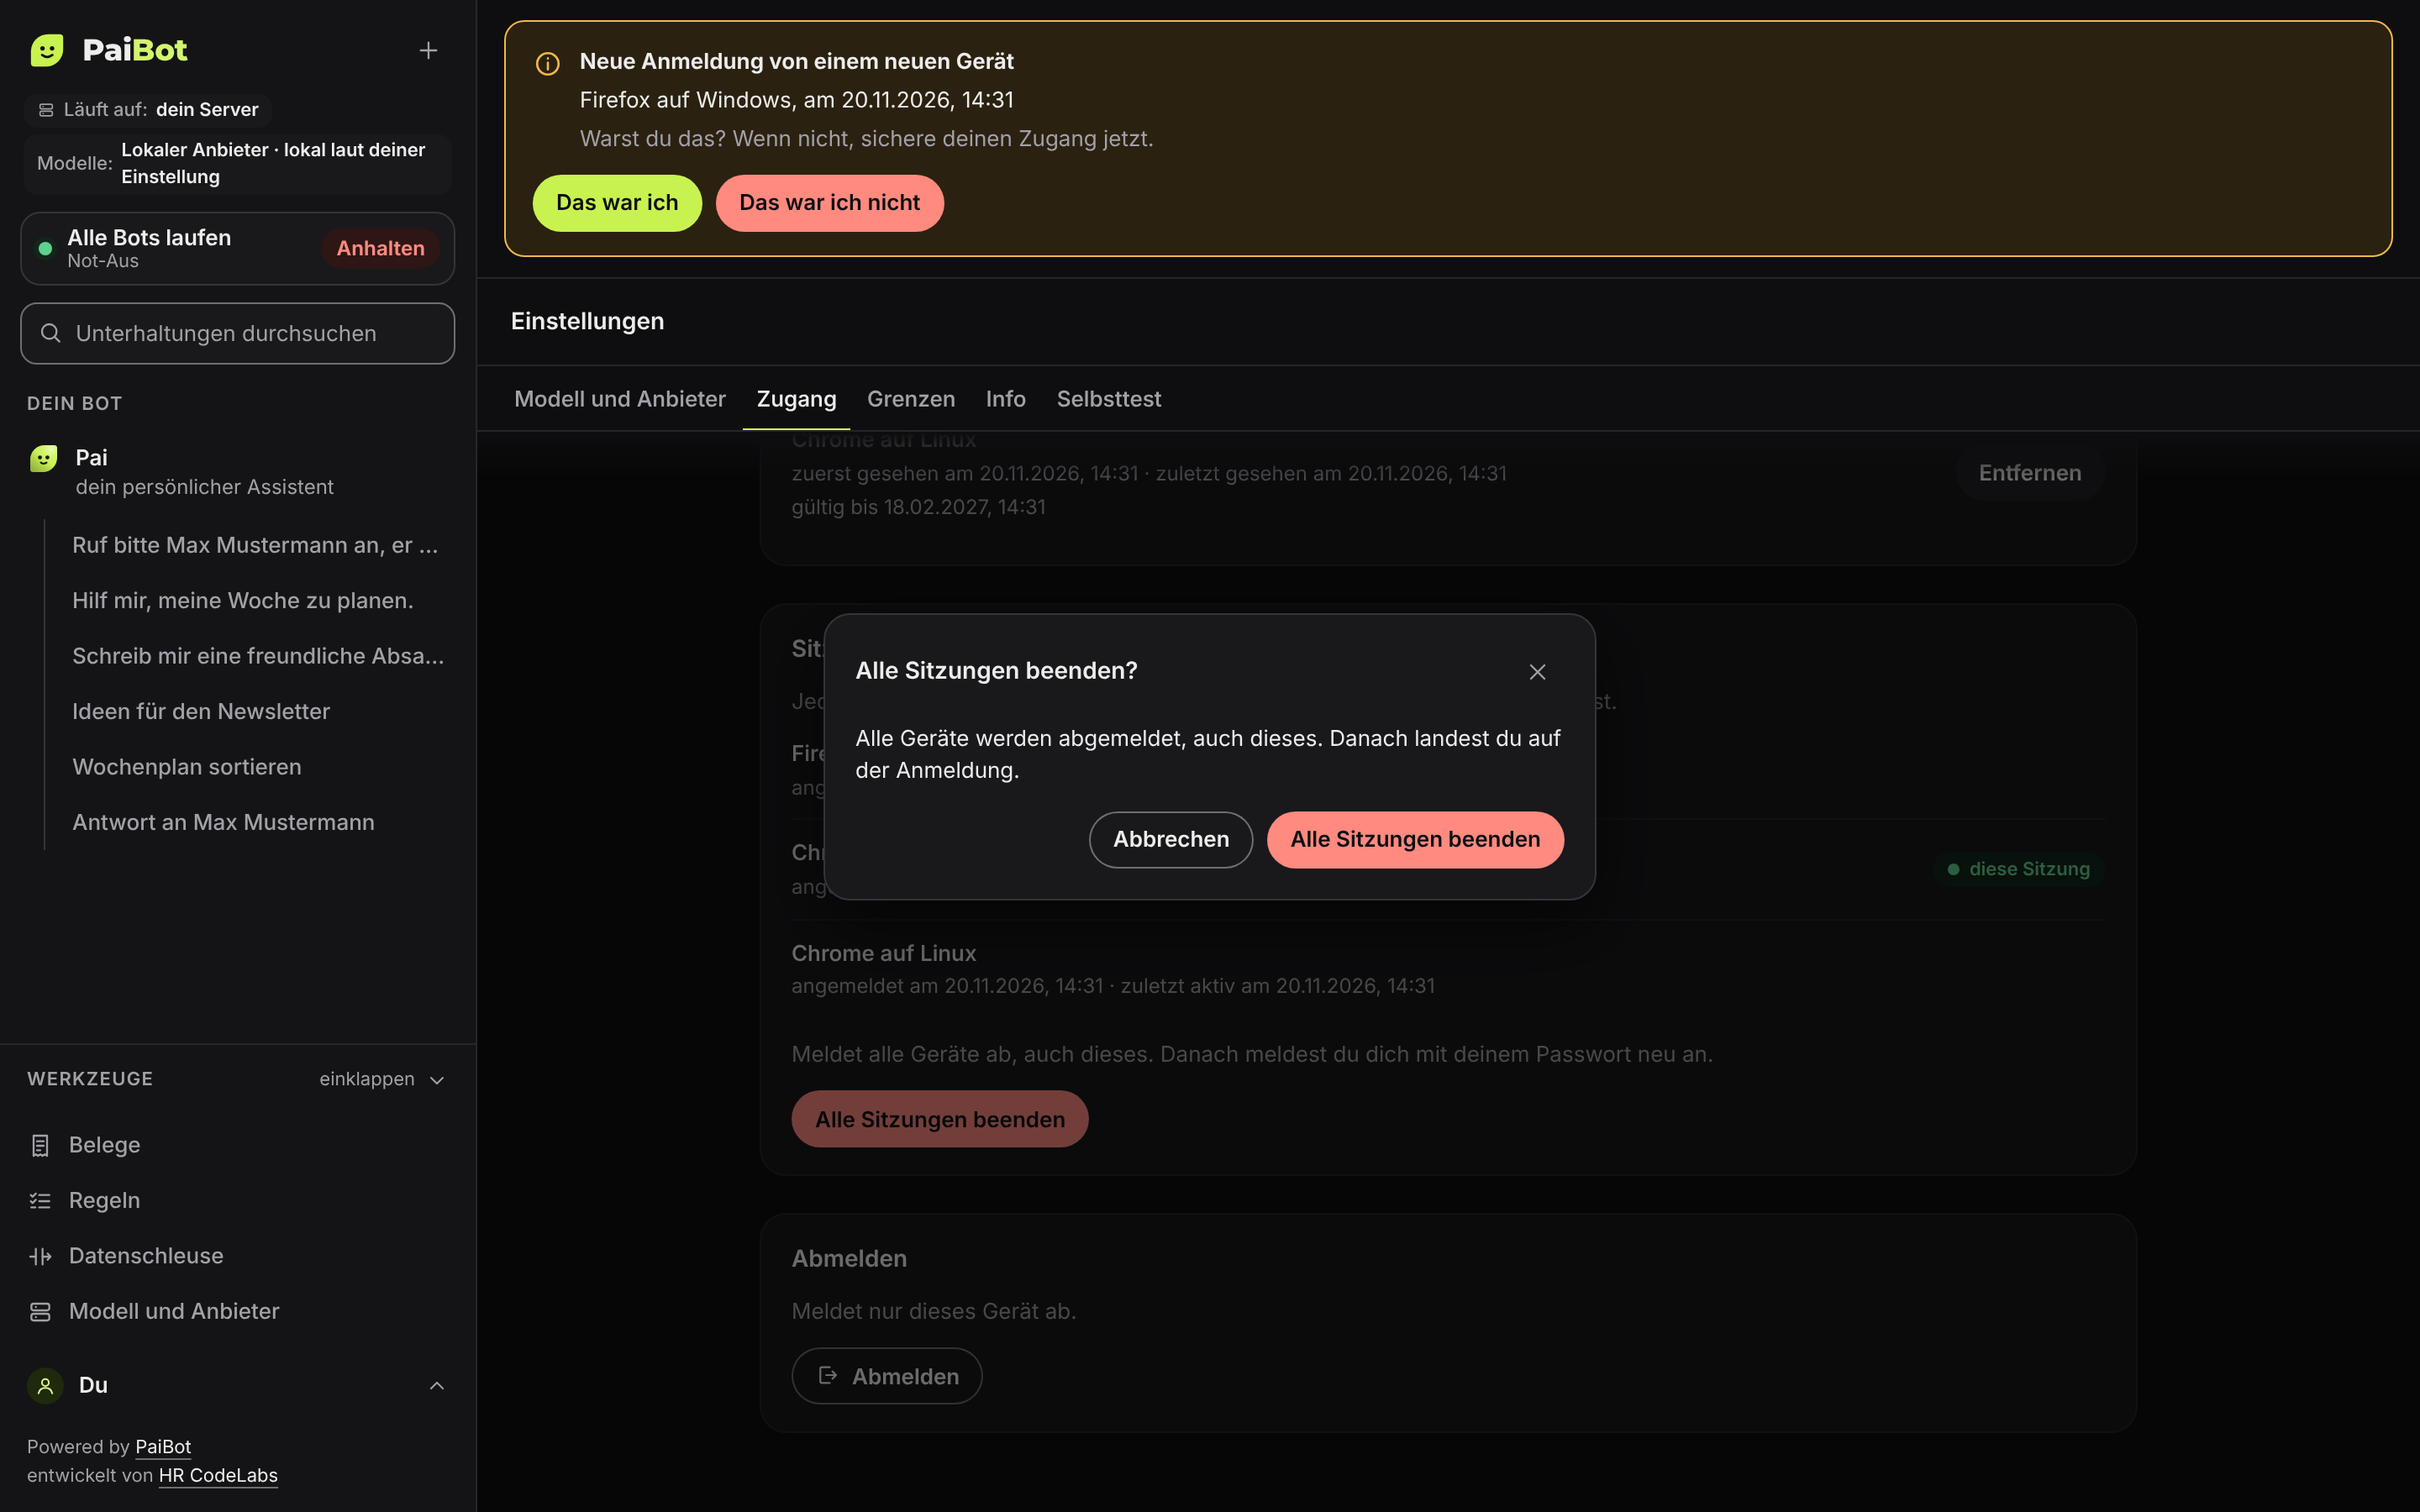 PaiBot
Läuft auf: dein Server
Modelle: Lokaler Anbieter · lokal laut deiner
Einstellung
Alle Bots laufen
Not-Aus
Anhalten
Unterhaltungen durchsuchen
DEIN BOT
Pai
dein persönlicher Assistent
Ruf bitte Max Mustermann an, er ...
Hilf mir, meine Woche zu planen.
Schreib mir eine freundliche Absa...
Ideen für den Newsletter
Wochenplan sortieren
Antwort an Max Mustermann
WERKZEUGE
einklappen
Belege
Regeln
Datenschleuse
Modell und Anbieter
Du
Powered by PaiBot
entwickelt von HR CodeLabs
Neue Anmeldung von einem neuen Gerät
Firefox auf Windows, am 20.11.2026, 14:31
Warst du das? Wenn nicht, sichere deinen Zugang jetzt.
Das war ich
Das war ich nicht
Einstellungen
Modell und Anbieter
Zugang
Grenzen
Info
Selbsttest
Chrome auf Linux
zuerst gesehen am 20.11.2026, 14:31 · zuletzt gesehen am 20.11.2026, 14:31
gültig bis 18.02.2027, 14:31
Entfernen
Alle Sitzungen beenden?
Alle Geräte werden abgemeldet, auch dieses. Danach landest du auf
der Anmeldung.
Abbrechen
Alle Sitzungen beenden
diese Sitzung
Chrome auf Linux
angemeldet am 20.11.2026, 14:31 · zuletzt aktiv am 20.11.2026, 14:31
Meldet alle Geräte ab, auch dieses. Danach meldest du dich mit deinem Passwort neu an.
Alle Sitzungen beenden
Abmelden
Meldet nur dieses Gerät ab.
Abmelden